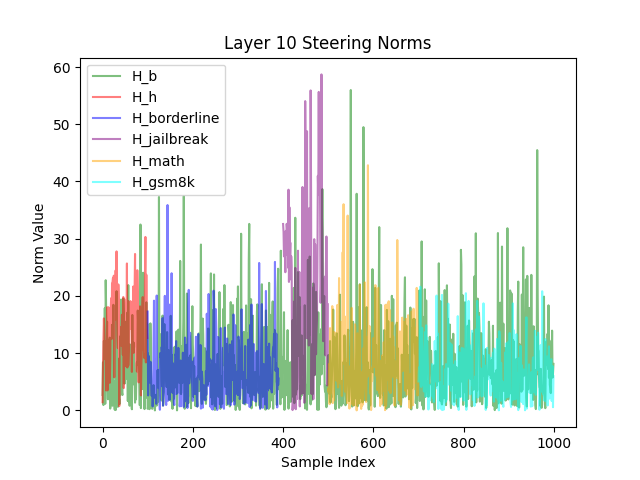 Layer 10 Steering Norms
Norm Value
60
50
40
30
20
10
0
H_b
H_h
H_borderline
H_jailbreak
H_math
H_gsm8k
0 200 400 600 800 1000
Sample Index